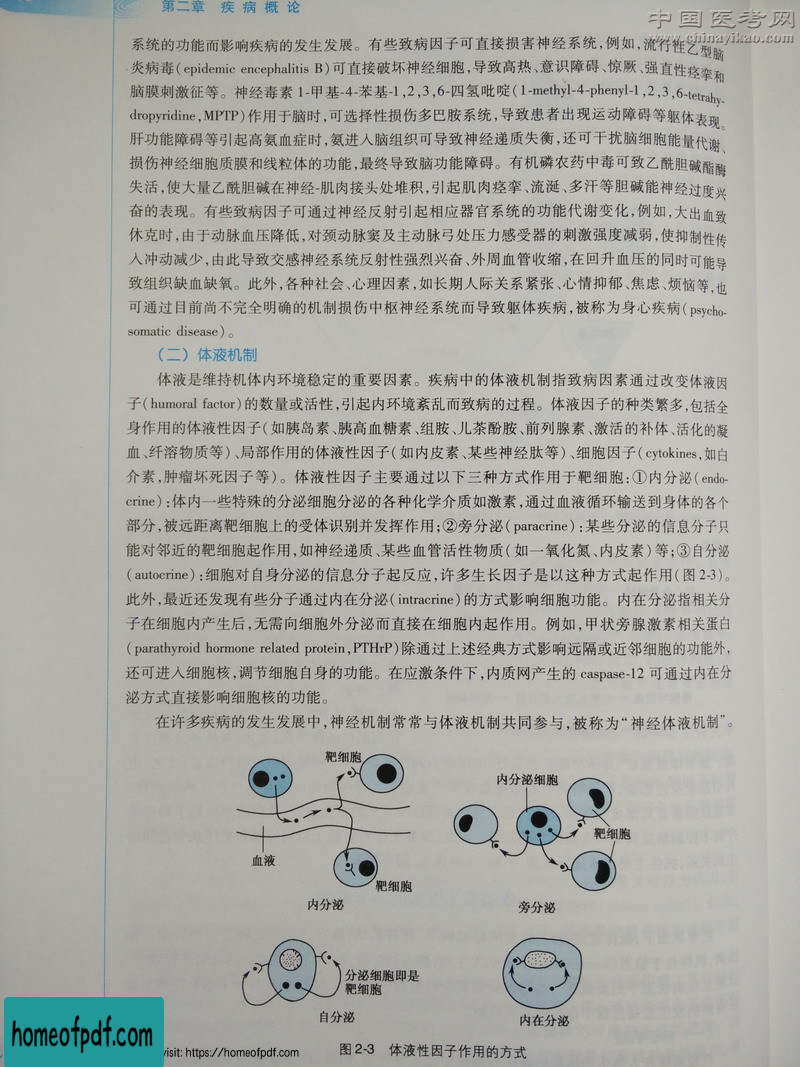 第二章 疾病概论
中国医考网
www.chinayikao.com
系统的功能而影响疾病的发生发展。有些致病因子可直接损害神经系统,例如,流行性乙型脑
炎病毒(epidemic encephalitis B)可直接破坏神经细胞,导致高热、意识障碍、惊厥、强直性痉挛和
脑膜刺激征等。神经毒素 1-甲基-4-苯基-1,2,3,6-四氢吡啶(1-methyl-4-phenyl-1,2,3,6-tetrahy-
dropyridine,MPTP)作用于脑时,可选择性损伤多巴胺系统,导致患者出现运动障碍等躯体表现。
肝功能障碍等引起高氨血症时,氨进入脑组织可导致神经递质失衡,还可干扰脑细胞能量代谢、
损伤神经细胞质膜和线粒体的功能,最终导致脑功能障碍。有机磷农药中毒可致乙酰胆碱酯酶
失活,使大量乙酰胆碱在神经-肌肉接头处堆积,引起肌肉痉挛、流涎、多汗等胆碱能神经过度兴
奋的表现。有些致病因子可通过神经反射引起相应器官系统的功能代谢变化,例如,大出血致
休克时,由于动脉血压降低,对颈动脉窦及主动脉弓处压力感受器的刺激强度减弱,使抑制性传
入冲动减少,由此导致交感神经系统反射性强烈兴奋、外周血管收缩,在回升血压的同时可能导
致组织缺血缺氧。此外,各种社会、心理因素,如长期人际关系紧张、心情抑郁、焦虑、烦恼等,也
可通过目前尚不完全明确的机制损伤中枢神经系统而导致躯体疾病,被称为身心疾病(psycho-
somatic disease)。
(二)体液机制
体液是维持机体内环境稳定的重要因素。疾病中的体液机制指致病因素通过改变体液因
子(humoral factor)的数量或活性,引起内环境紊乱而致病的过程。体液因子的种类繁多,包括全
身作用的体液性因子(如胰岛素、胰高血糖素、组胺、儿茶酚胺、前列腺素、激活的补体、活化的凝
血、纤溶物质等)、局部作用的体液性因子(如内皮素、某些神经肽等)、细胞因子(cytokines,如白
介素,肿瘤坏死因子等)。体液性因子主要通过以下三种方式作用于靶细胞:①内分泌(endo-
crine):体内一些特殊的分泌细胞分泌的各种化学介质如激素,通过血液循环输送到身体的各个
部分,被远距离靶细胞上的受体识别并发挥作用;②旁分泌(paracrine):某些分泌的信息分子只
能对邻近的靶细胞起作用,如神经递质、某些血管活性物质(如一氧化氮、内皮素)等;③自分泌
(autocrine):细胞对自身分泌的信息分子起反应,许多生长因子是以这种方式起作用(图 2-3)。
此外,最近还发现有些分子通过内在分泌(intracrine)的方式影响细胞功能。内在分泌指相关分
子在细胞内产生后,无需向细胞外分泌而直接在细胞内起作用。例如,甲状旁腺激素相关蛋白
(parathyroid hormone related protein,PTHrP)除通过上述经典方式影响远隔或近邻细胞的功能外,
还可进入细胞核,调节细胞自身的功能。在应激条件下,内质网产生的 caspase-12 可通过内在分
泌方式直接影响细胞核的功能。
在许多疾病的发生发展中,神经机制常常与体液机制共同参与,被称为“神经体液机制”。
靶细胞
血液
靶细胞
内分泌
内分泌细胞
靶细胞
旁分泌
分泌细胞即是
靶细胞
自分泌
内在分泌
图 2-3 体液性因子作用的方式
homeofpdf.com
visit: https://homeofpdf.com